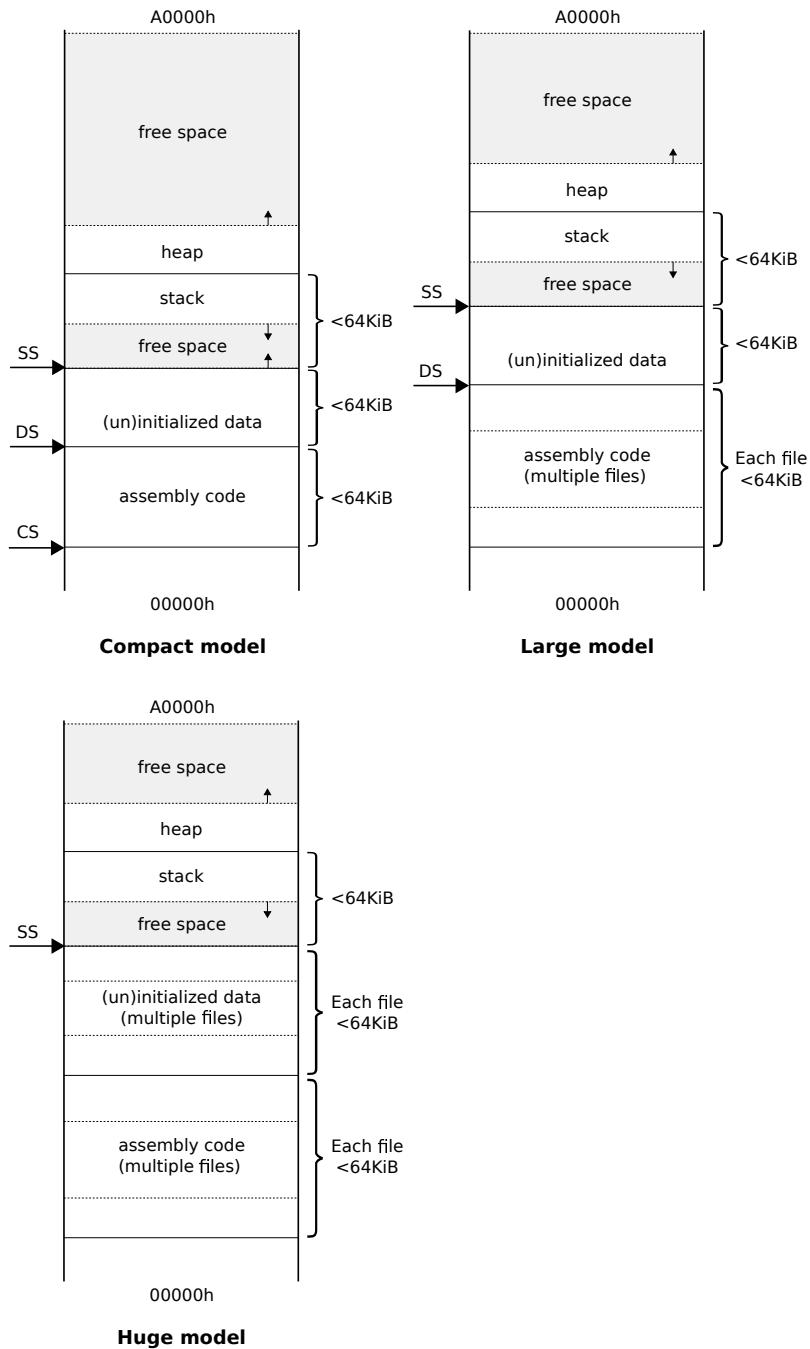 A0000h
free space
heap
stack
<64KiB
free space
SS
<64KiB
(un)initialized data
DS
assembly code
<64KiB
CS
00000h
Compact model
A0000h
free space
heap
stack
<64KiB
free space
SS
<64KiB
(un)initialized data
DS
assembly code
(multiple files)
Each file
<64KiB
00000h
Large model
A0000h
free space
heap
stack
<64KiB
free space
SS
(un)initialized data
(multiple files)
Each file
<64KiB
assembly code
(multiple files)
Each file
<64KiB
00000h
Huge model